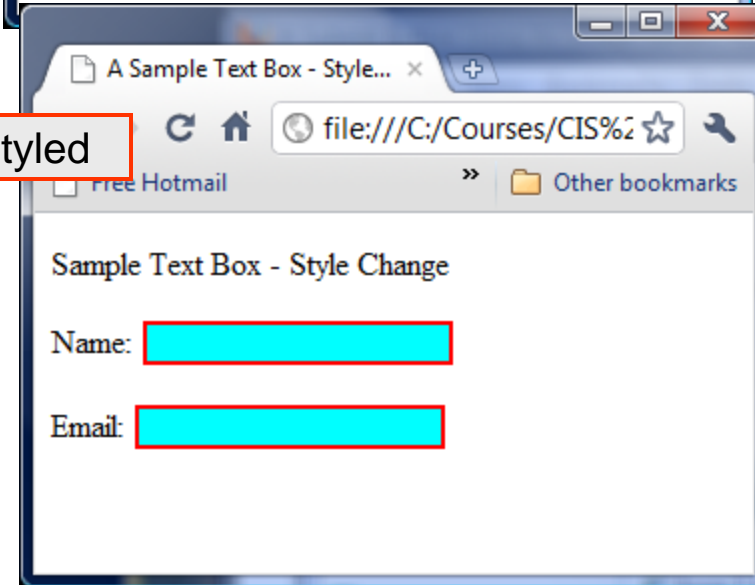 A Sample Text Box - Style...
tyled
file:///C:/Courses/CIS%2
Free Hotmail
» Other bookmarks
Sample Text Box - Style Change
Name:
Email: